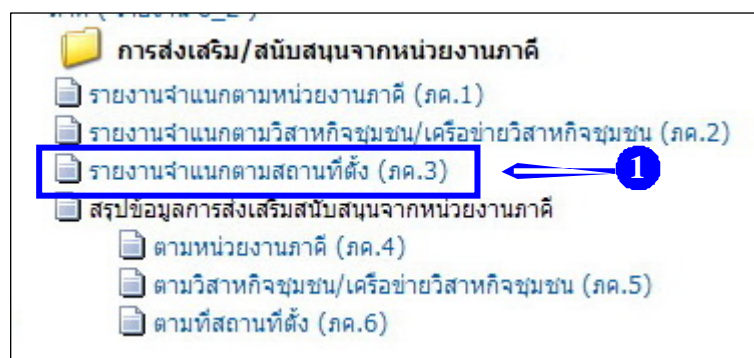 การส่งเสริม/สนับสนุนจากหน่วยงานภาคี
รายงานจำแนกตามหน่วยงานภาคี (ภค.1)
รายงานจำแนกตามวิสาหกิจชุมชน/เครือข่ายวิสาหกิจชุมชน (ภค.2)
รายงานจำแนกตามสถานที่ตั้ง (ภค.3) 1
สรุปข้อมูลการส่งเสริมสนับสนุนจากหน่วยงานภาคี
ตามหน่วยงานภาคี (ภค.4)
ตามวิสาหกิจชุมชน/เครือข่ายวิสาหกิจชุมชน (ภค.5)
ตามที่สถานที่ตั้ง (ภค.6)